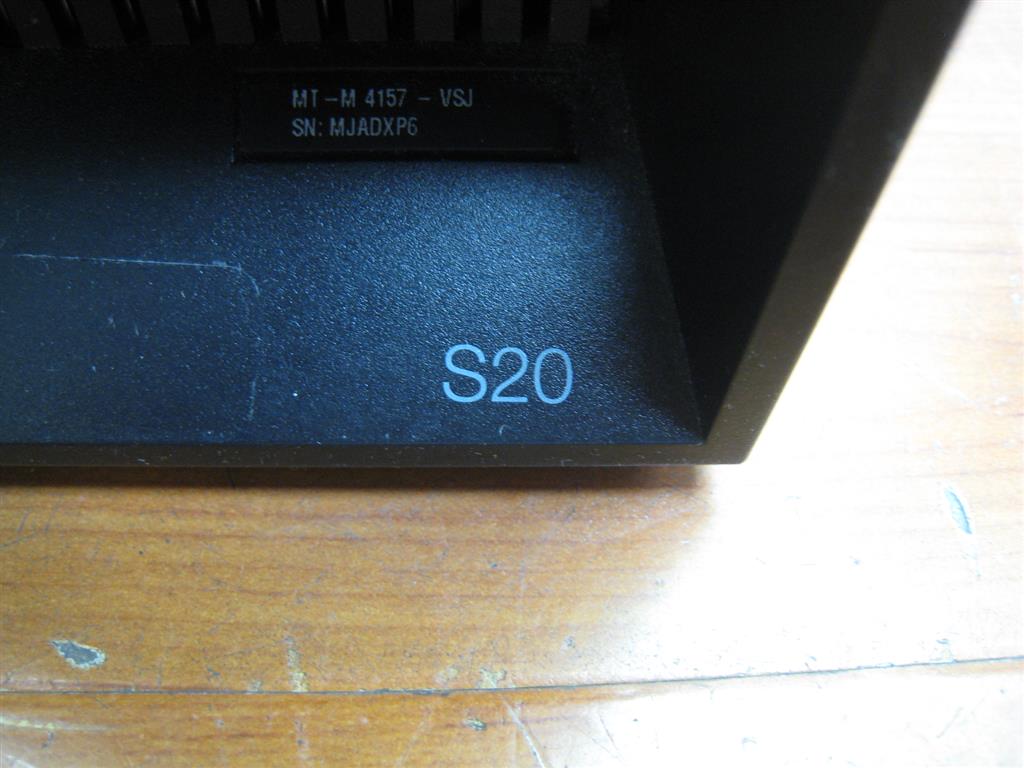 MT-M 4157 - VSJ
SN: MJADXP6
S20